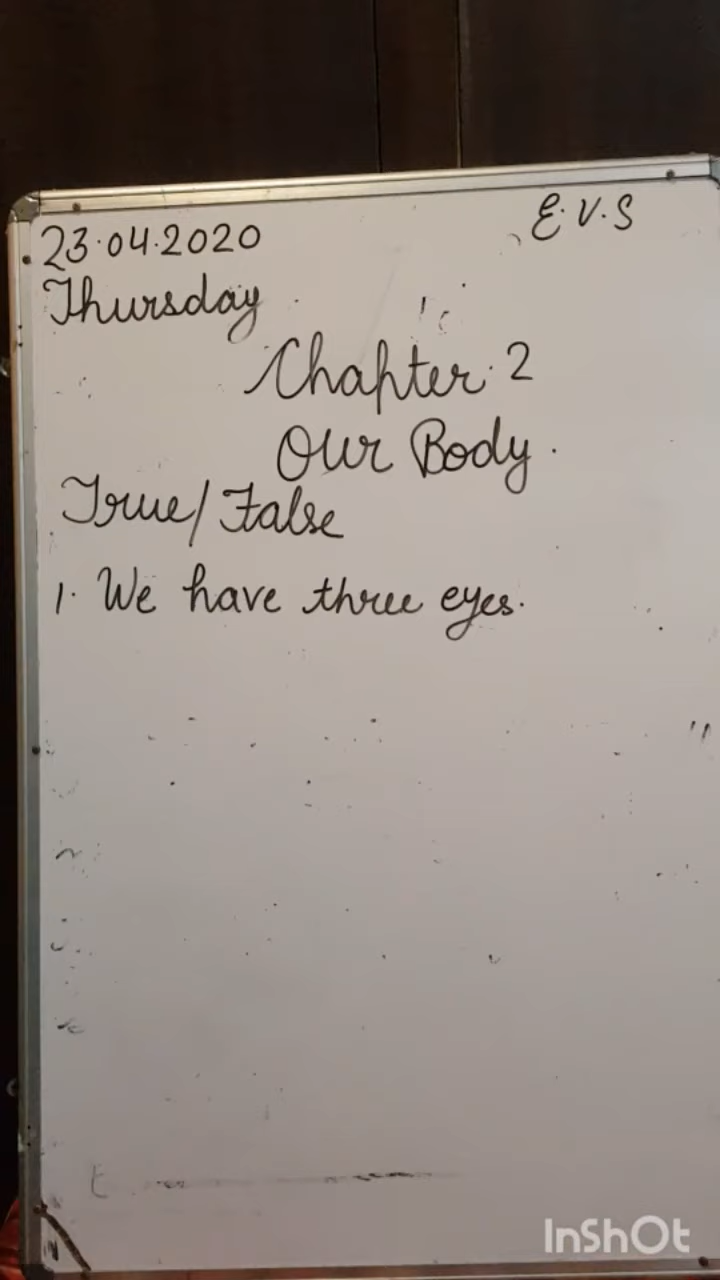 23.04.2020 E.V.S
Thursday
Chapter 2
Our Body.
True/False
1. We have three eyes.
InShOt